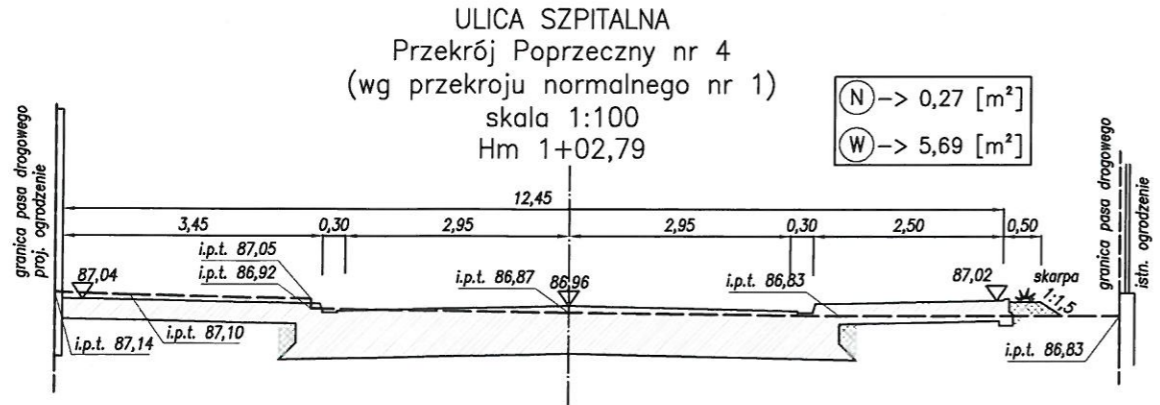 ULICA SZPITALNA
Przekrój Poprzeczny nr 4
(wg przekroju normalnego nr 1)
skala 1:100
Hm 1+02,79
N -> 0,27 [m²]
W -> 5,69 [m²]
granica pasa drogowego
proj. ogrodzenie
granica pasa drogowego
istn. ogrodzenie
12,45
3,45
0,30
2,95
2,95
0,30
2,50
0,50
i.p.t. 87,05
i.p.t. 86,92
87,04
i.p.t. 86,87
86,96
i.p.t. 86,83
87,02
skarpa
1:1,5
i.p.t. 87,14
i.p.t. 87,10
i.p.t. 86,83